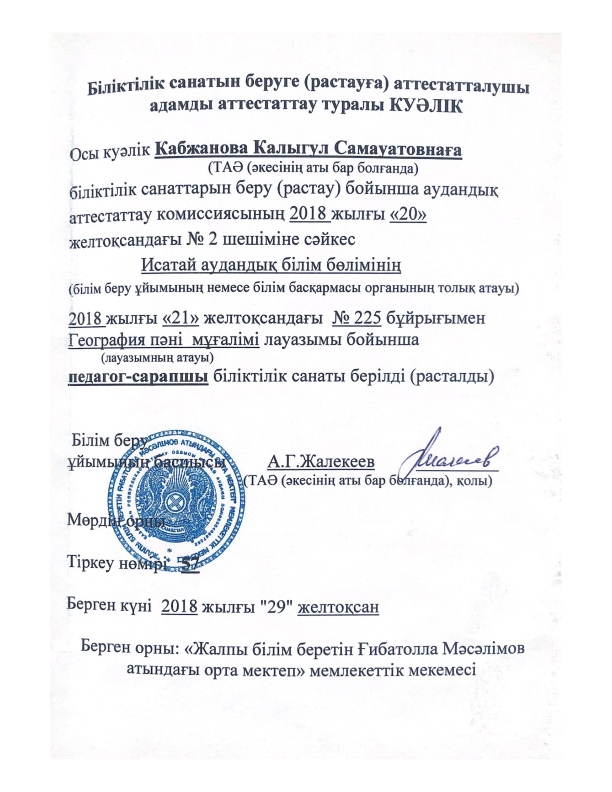 Біліктілік санатын беруге (растауға) аттестатталушы
адамды аттестаттау туралы КУӘЛІК
Осы куәлік Кабжанова Калыгул Самауатовнаға
(ТАӘ (әкесінің аты бар болғанда)
біліктілік санаттарын беру (растау) бойынша аудандық
аттестаттау комиссиясының 2018 жылғы «20»
желтоқсандағы № 2 шешіміне сәйкес
Исатай аудандық білім бөлімінің
(білім беру ұйымының немесе білім басқармасы органының толық атауы)
2018 жылғы «21» желтоқсандағы № 225 бұйрығымен
География пәні мұғалімі лауазымы бойынша
(лауазымның атауы)
педагог-сарапшы біліктілік санаты берілді (расталды)
Білім беру
ұйымының басшысы А.Г.Жалекеев
(ТАӘ (әкесінің аты бар болғанда), қолы)
Мөрдің орны
Тіркеу нөмірі 57
Берген күні 2018 жылғы "29" желтоқсан
Берген орны: «Жалпы білім беретін Ғибатолла Мәсәлімов
атындағы орта мектеп» мемлекеттік мекемесі